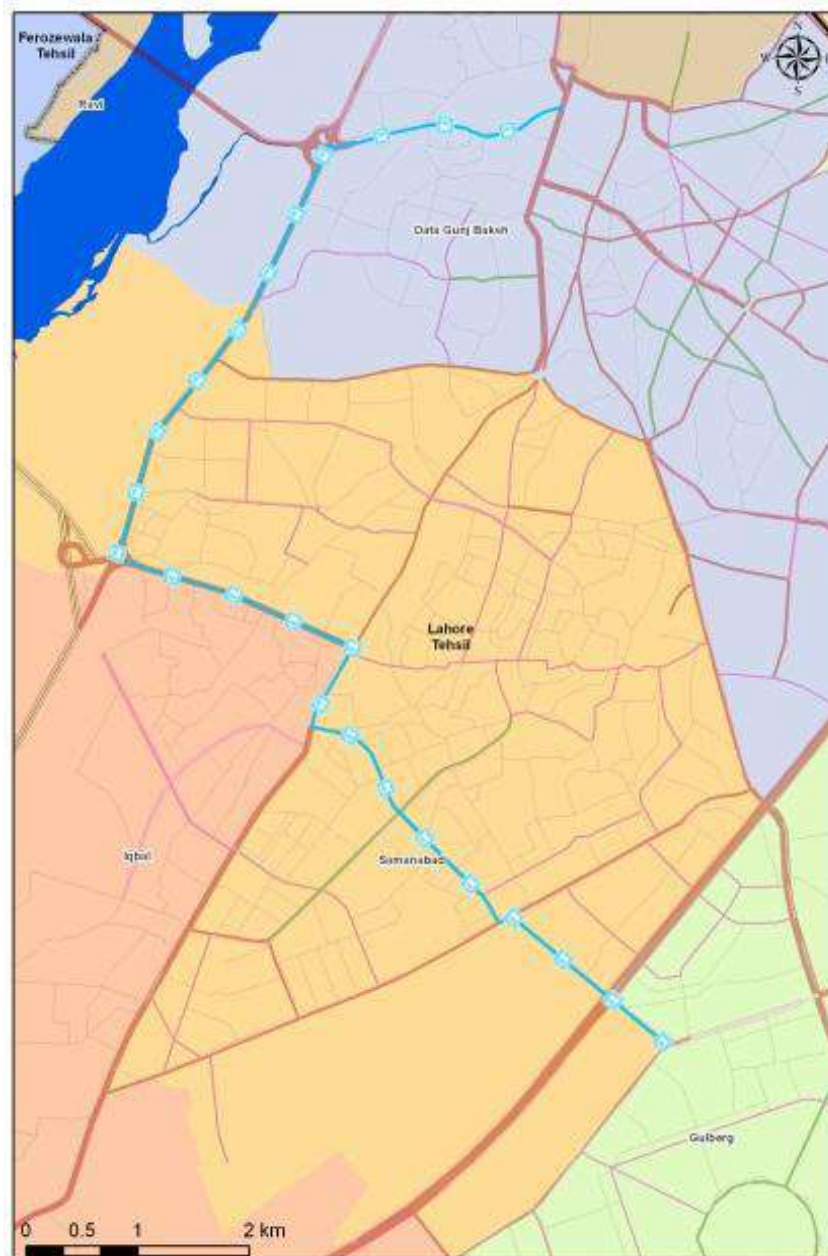 Ferozewala
Tehsil
N
W
S
Ravi
Data Gunj Baksh
Lahore
Tehsil
Iqbal
Samanabad
Gulberg
0 0.5 1 2 km